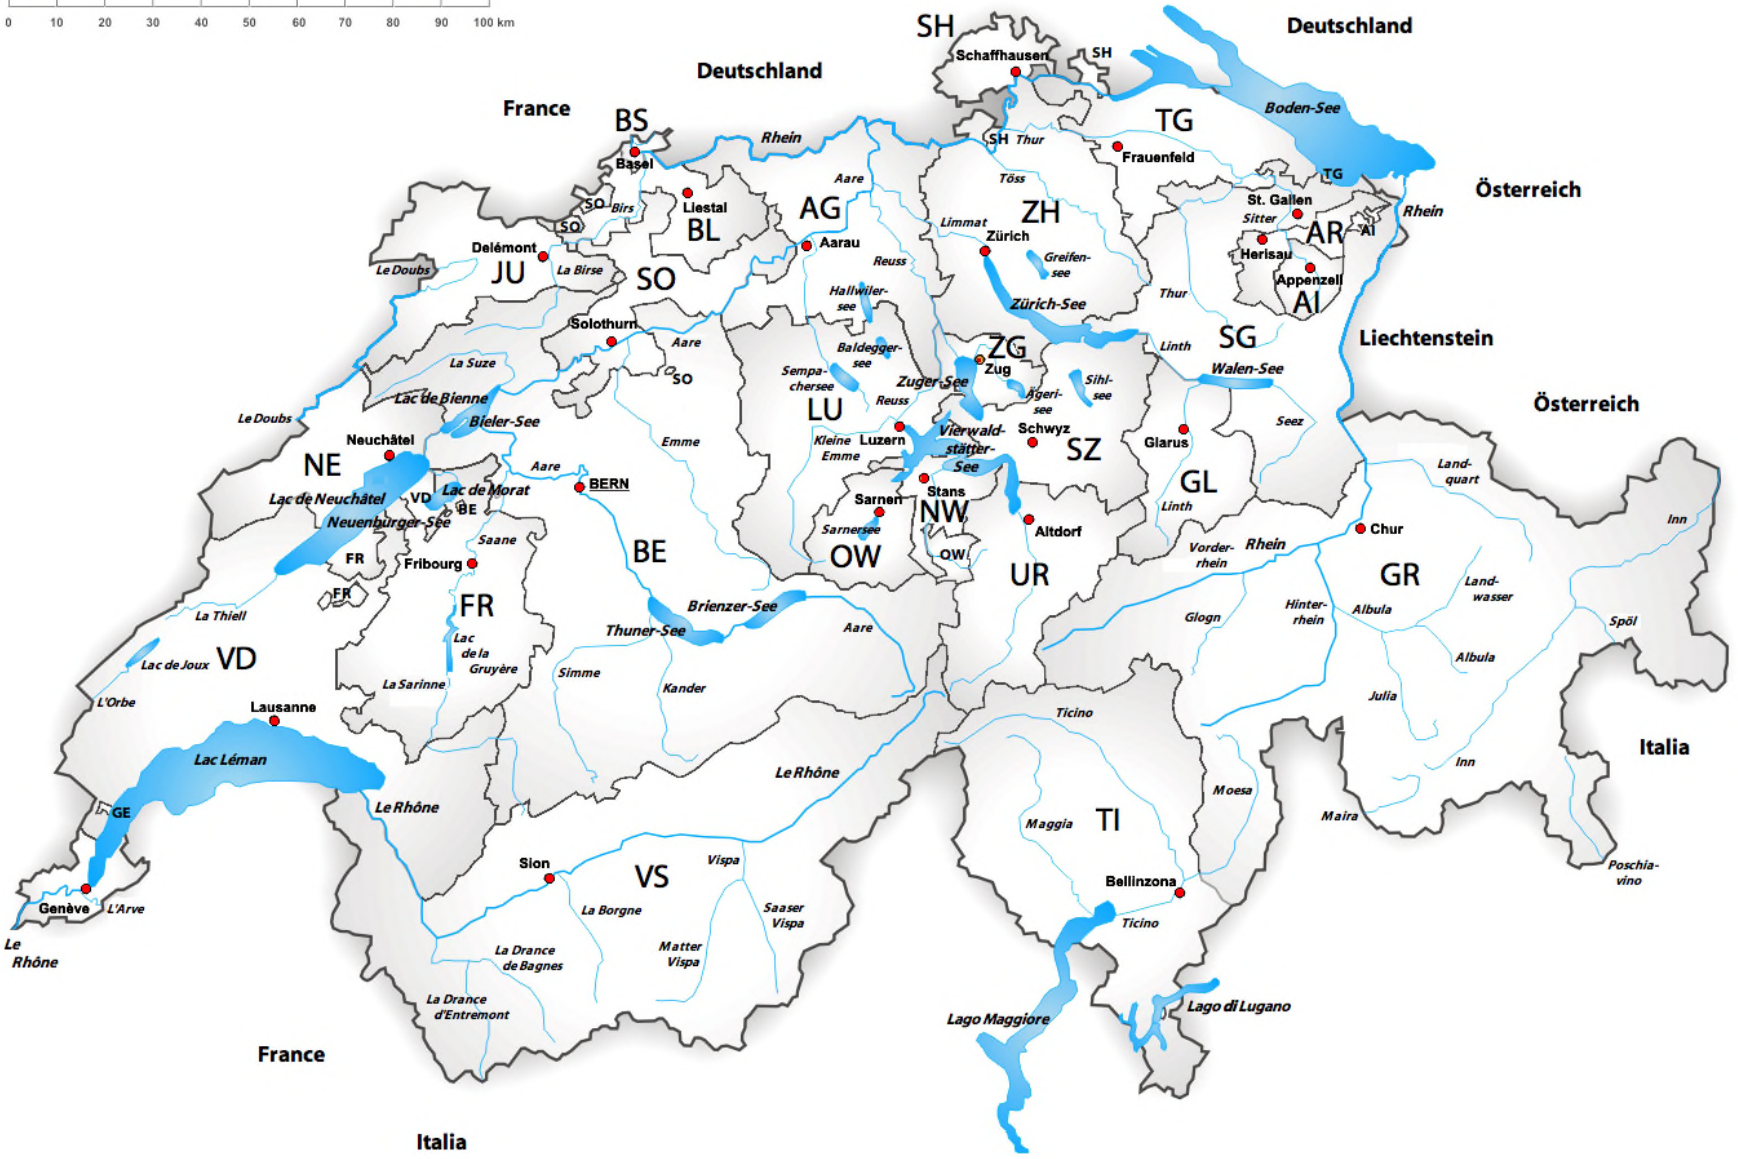 0 10 20 30 40 50 60 70 80 90 100 km
SH
Deutschland
Schaffhausen
SH
Deutschland
France
BS
Rhein
SH
Thur
TG
Boden-See
Basel
Frauenfeld
Aare
Töss
TG
Österreich
SO
Birs
Liestal
AG
ZH
St. Gallen
Rhein
SO
BL
Limmat
Sitter
AR
AI
Delémont
Zürich
Aarau
Herisau
Le Doubs
JU
La Birse
SO
Reuss
Greifen-
see
Appenzell
Hallwiler-
see
Zürich-See
Thur
AI
Solothurn
Aare
SG
Liechtenstein
La Suze
Baldegger-
see
ZG
Zug
Linth
Walen-See
SO
Sempa-
chersee
Zuger-See
Ägeri-
see
Sihl-
see
Lac de Bienne
Reuss
Österreich
Le Doubs
Bieler-See
LU
Neuchâtel
Emme
Kleine
Emme
Luzern
Vierwald-
stätter-
See
Schwyz
Glarus
Seez
NE
Aare
BERN
SZ
Land-
quart
Lac de Neuchâtel
VD
Lac de Morat
BE
Sarnen
Stans
GL
Neuenburger-See
NW
Linth
Inn
Saane
Sarnersee
Altdorf
Chur
FR
Fribourg
BE
OW
OW
UR
Vorder-
rhein
Rhein
GR
FR
FR
Brienzer-See
Land-
wasser
La Thiell
Thuner-See
Aare
Glogn
Hinter-
rhein
Albula
Spöl
Lac de Joux
VD
Lac
de la
Gruyère
Albula
L'Orbe
La Sarinne
Simme
Kander
Julia
Lausanne
Ticino
Italia
Lac Léman
Le Rhône
Inn
GE
Le Rhône
Maggia
TI
Moesa
Maira
Sion
VS
Vispa
Bellinzona
Poschia-
vino
Genève
L'Arve
La Borgne
Saaser
Vispa
Ticino
Le
Rhône
La Drance
de Bagnes
Matter
Vispa
La Drance
d'Entremont
Lago Maggiore
Lago di Lugano
France
Italia